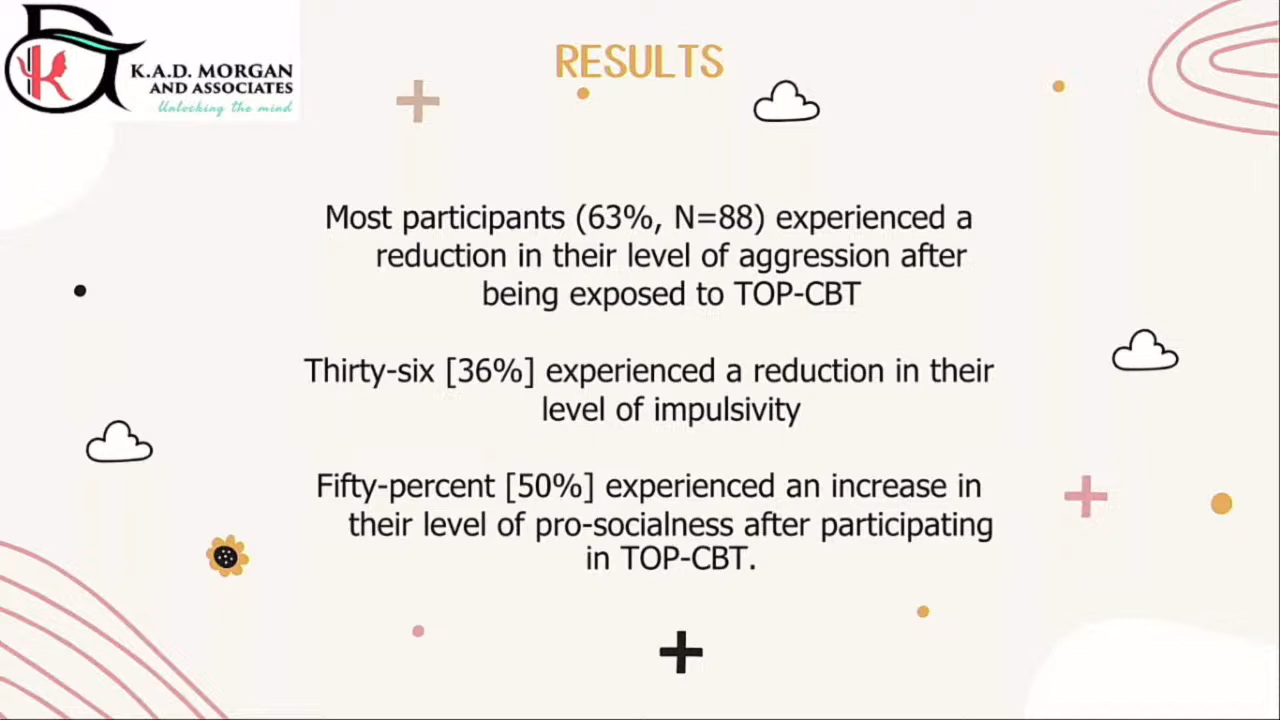 K.A.D. MORGAN
AND ASSOCIATES
Unlocking the mind
RESULTS
Most participants (63%, N=88) experienced a
reduction in their level of aggression after
being exposed to TOP-CBT
Thirty-six [36%] experienced a reduction in their
level of impulsivity
Fifty-percent [50%] experienced an increase in
their level of pro-socialness after participating
in TOP-CBT.